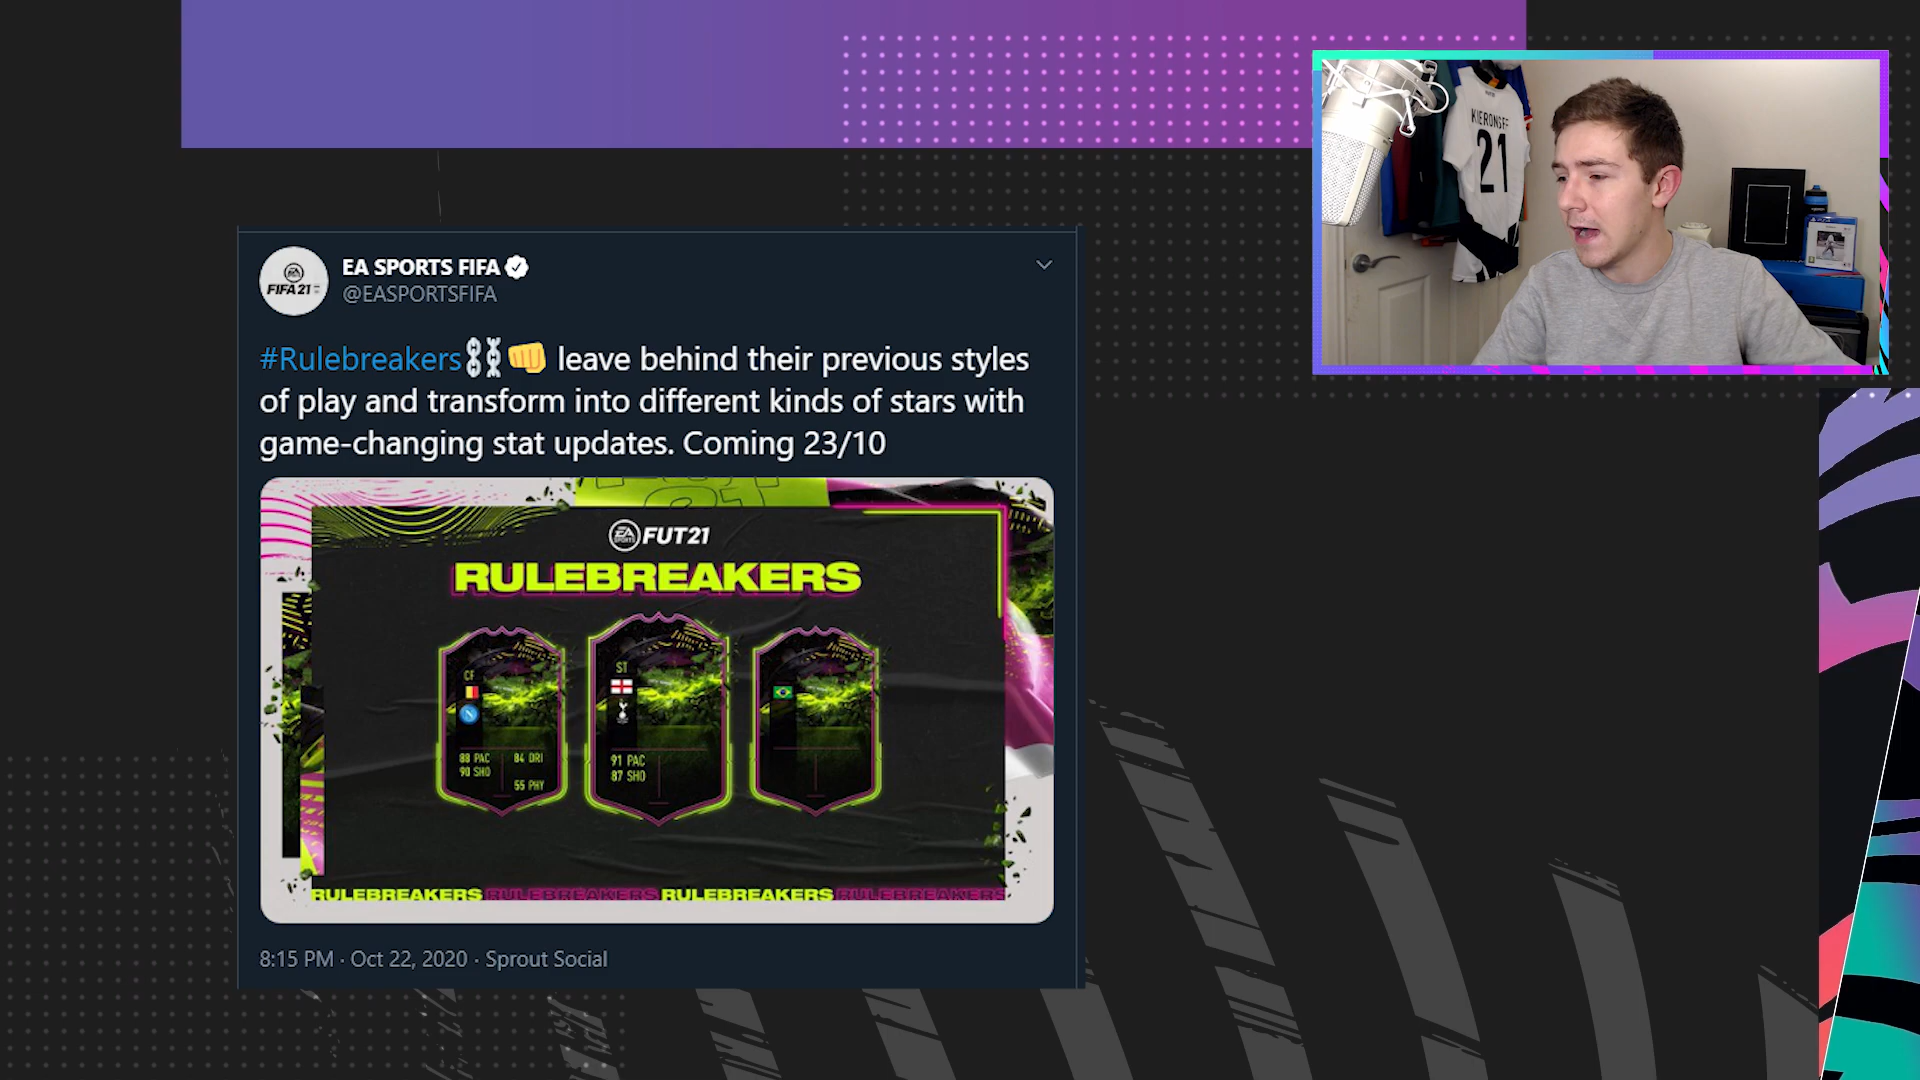 KIERONSFF
21
EA SPORTS FIFA
@EASPORTSFIFA
FIFA 21
#Rulebreakers leave behind their previous styles
of play and transform into different kinds of stars with
game-changing stat updates. Coming 23/10
EA SPORTS FUT21
RULEBREAKERS
CF
88 PAC 84 DRI
90 SHO
55 PHY
ST
91 PAC
87 SHO
RULEBREAKERS RULEBREAKERS RULEBREAKERS RULEBREAKERS
8:15 PM · Oct 22, 2020 · Sprout Social